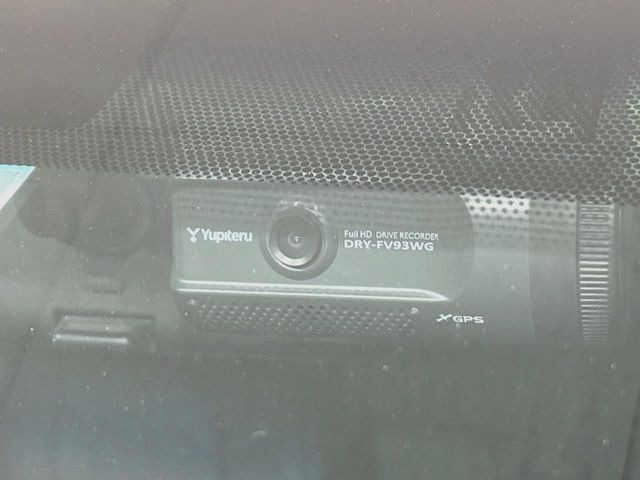 Yupiteru
Full HD DRIVE RECORDER
DRY-FV93WG
GPS